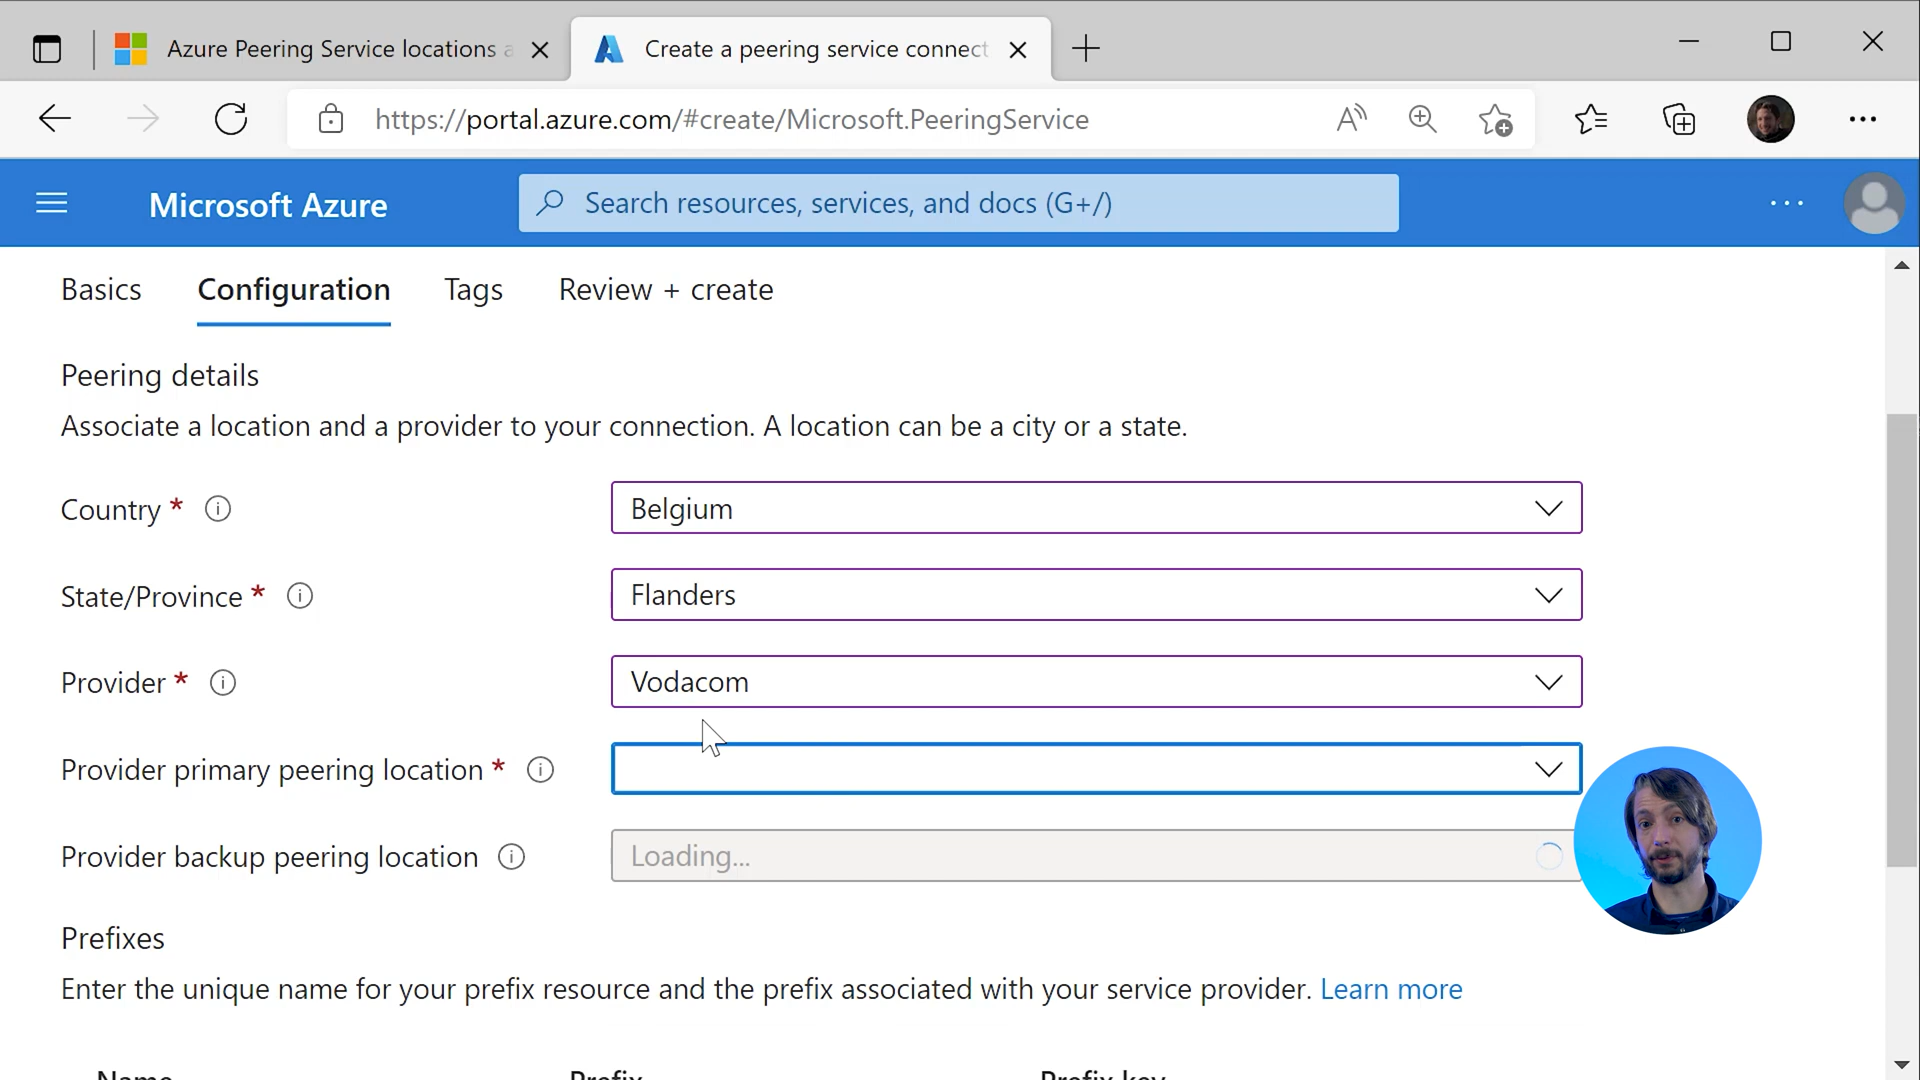 Azure Peering Service locations a
Create a peering service connect
https://portal.azure.com/#create/Microsoft.PeeringService
Microsoft Azure
Search resources, services, and docs (G+/)
Basics
Configuration
Tags
Review + create
Peering details
Associate a location and a provider to your connection. A location can be a city or a state.
Country *
Belgium
State/Province *
Flanders
Provider *
Vodacom
Provider primary peering location *
Provider backup peering location
Loading...
Prefixes
Enter the unique name for your prefix resource and the prefix associated with your service provider. Learn more
Name
Prefix
Prefix key